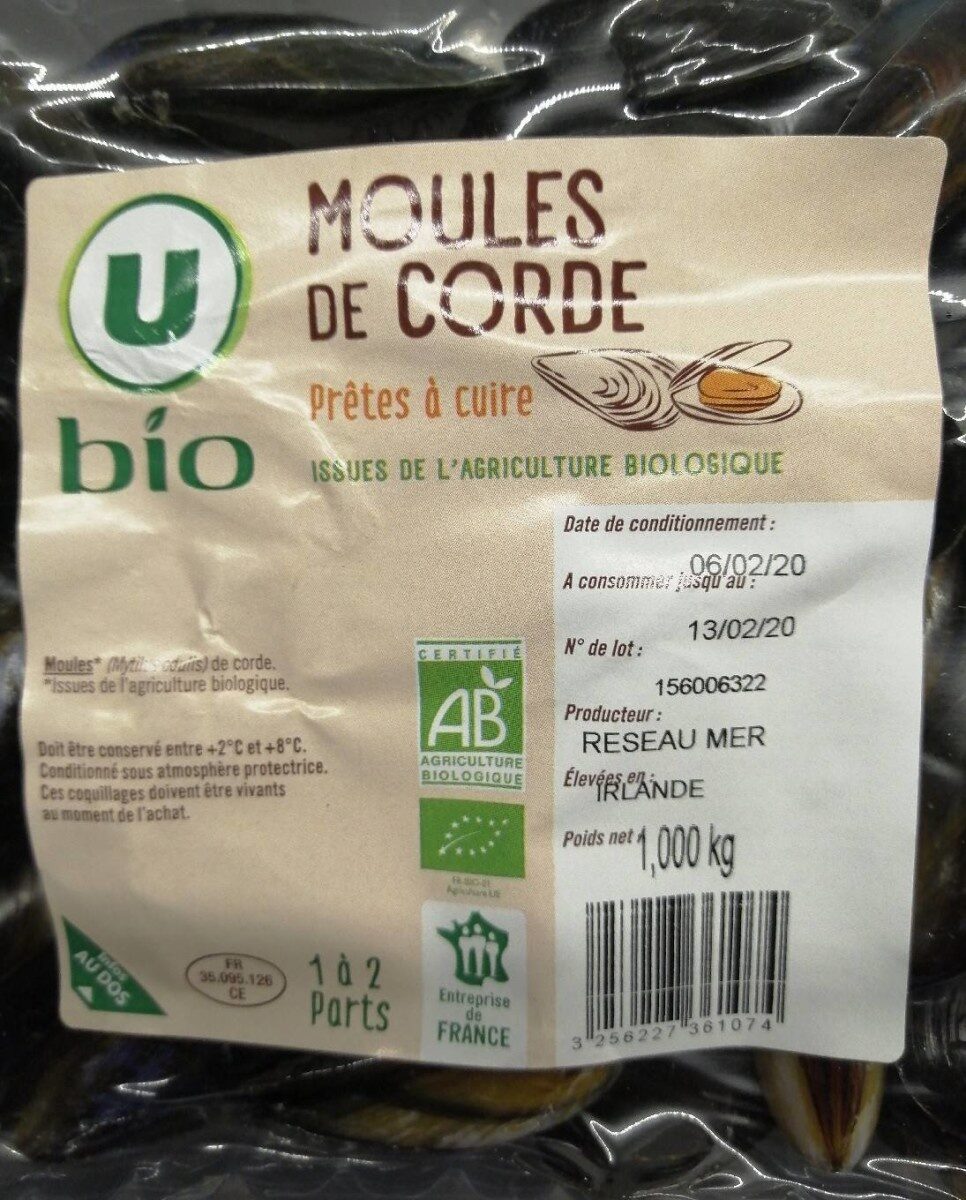 U
bio
MOULES
DE CORDE
Prêtes à cuire
ISSUES DE L'AGRICULTURE BIOLOGIQUE
Date de conditionnement :
06/02/20
A consommer jusqu'au :
13/02/20
N° de lot :
156006322
Producteur :
RESEAU MER
Élevées en :
IRLANDE
Poids net 1,000 kg
3 256227 361074
Moules* de corde.
*issues de l'agriculture biologique.
Doit être conservé entre +2°C et +8°C.
Conditionné sous atmosphère protectrice.
Ces coquillages doivent être vivants
au moment de l'achat.
CERTIFIÉ
AB
AGRICULTURE
BIOLOGIQUE
Agriculture UE
AU DOS
FR
35.095.126
CE
1 à 2
Parts
Entreprise
de
FRANCE